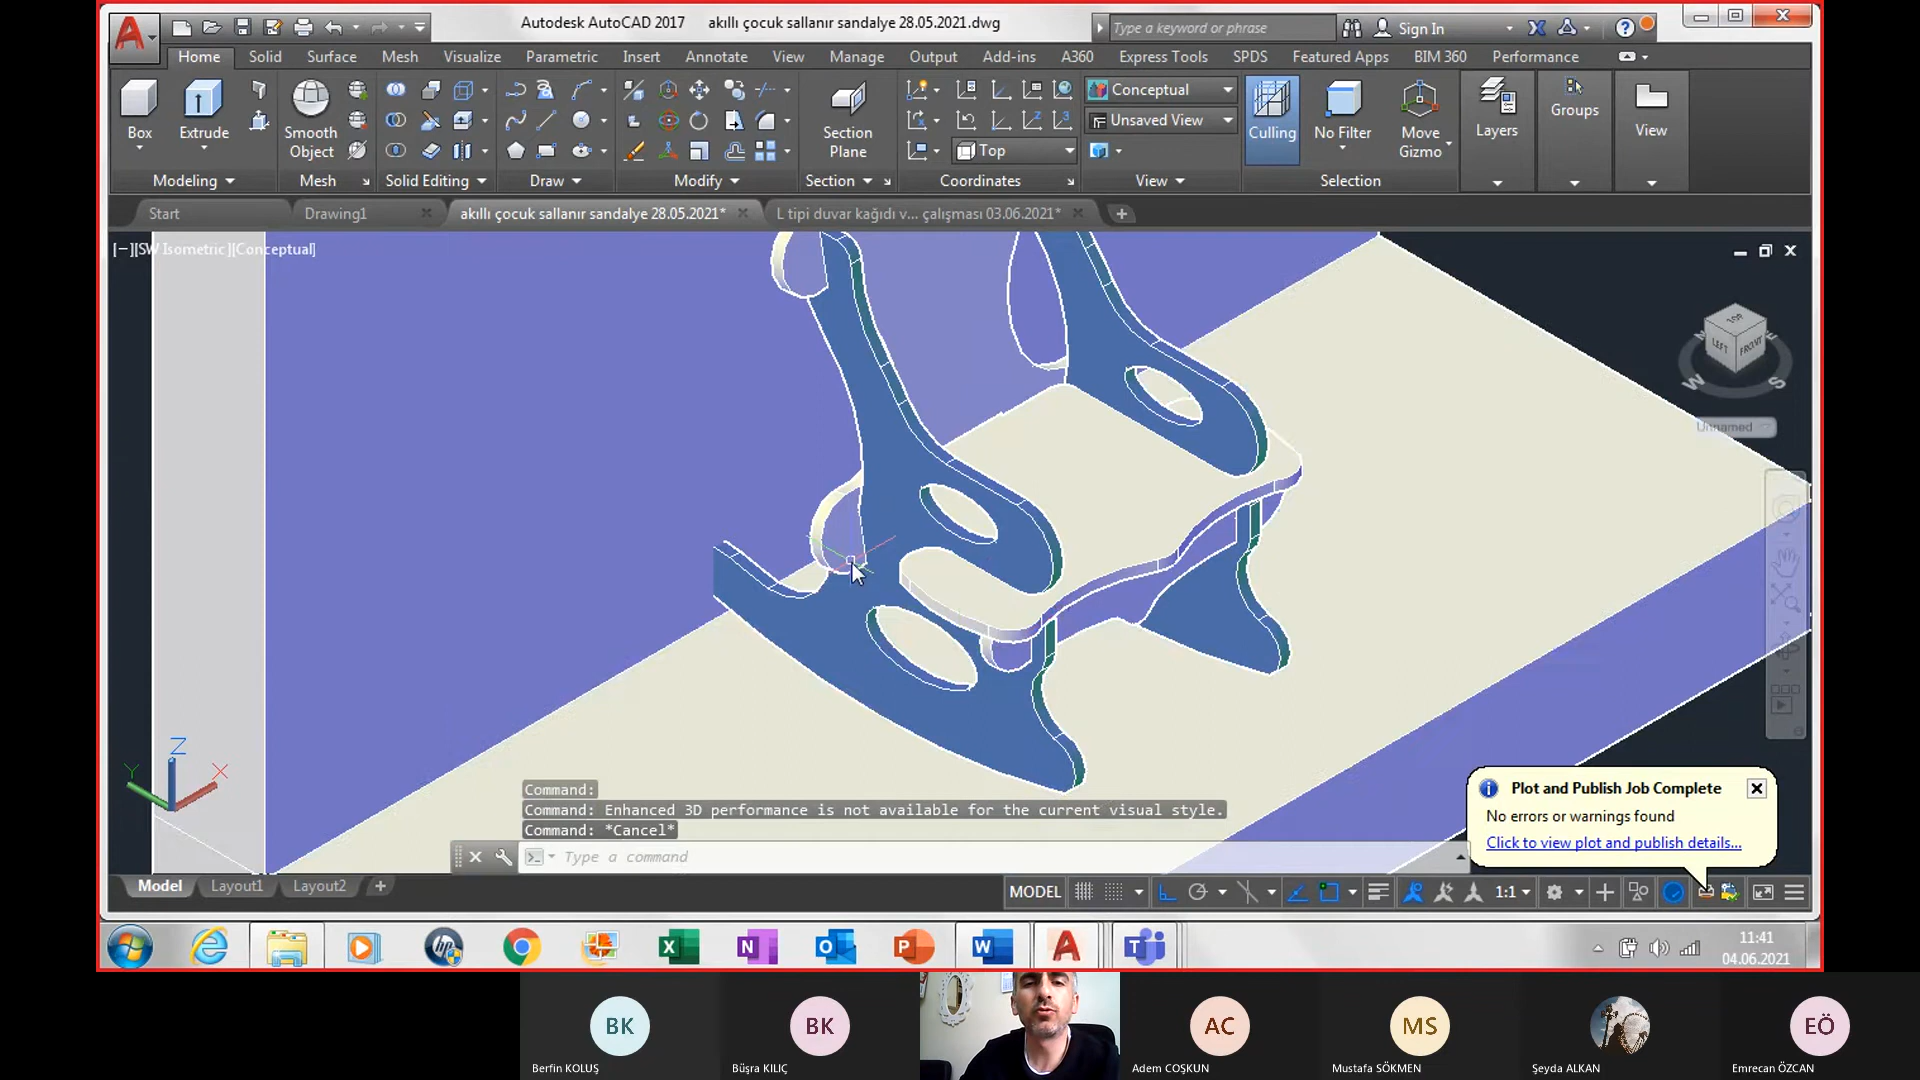 Autodesk AutoCAD 2017 akıllı çocuk sallanır sandalye 28.05.2021.dwg
Type a keyword or phrase
Sign In
Home Solid Surface Mesh Visualize Parametric Insert Annotate View Manage Output Add-ins A360 Express Tools SPDS Featured Apps BIM 360 Performance
Box
Extrude
Smooth
Object
Section
Plane
Top
Conceptual
Unsaved View
Culling
No Filter
Move
Gizmo
Layers
Groups
View
Modeling
Mesh
Solid Editing
Draw
Modify
Section
Coordinates
View
Selection
Start
Drawing1
akıllı çocuk sallanır sandalye 28.05.2021*
L tipi duvar kağıdı v... çalışması 03.06.2021*
[−][SW Isometric][Conceptual]
TOP
LEFT
FRONT
N
E
W
S
Unnamed
Z
Y
X
Command:
Command: Enhanced 3D performance is not available for the current visual style.
Command: *Cancel*
Type a command
Plot and Publish Job Complete
No errors or warnings found
Click to view plot and publish details...
Model
Layout1
Layout2
MODEL
1:1
11:41
04.06.2021
BK
BK
AC
MS
EÖ
Berfin KOLUŞ
Büşra KILIÇ
Adem COŞKUN
Mustafa SÖKMEN
Şeyda ALKAN
Emrecan ÖZCAN